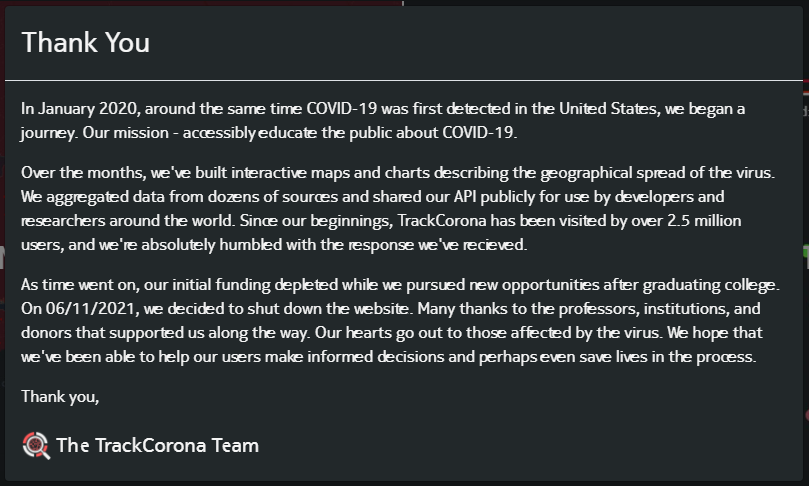 Thank You
In January 2020, around the same time COVID-19 was first detected in the United States, we began a
journey. Our mission - accessibly educate the public about COVID-19.
Over the months, we've built interactive maps and charts describing the geographical spread of the virus.
We aggregated data from dozens of sources and shared our API publicly for use by developers and
researchers around the world. Since our beginnings, TrackCorona has been visited by over 2.5 million
users, and we're absolutely humbled with the response we've recieved.
As time went on, our initial funding depleted while we pursued new opportunities after graduating college.
On 06/11/2021, we decided to shut down the website. Many thanks to the professors, institutions, and
donors that supported us along the way. Our hearts go out to those affected by the virus. We hope that
we've been able to help our users make informed decisions and perhaps even save lives in the process.
Thank you,
The TrackCorona Team